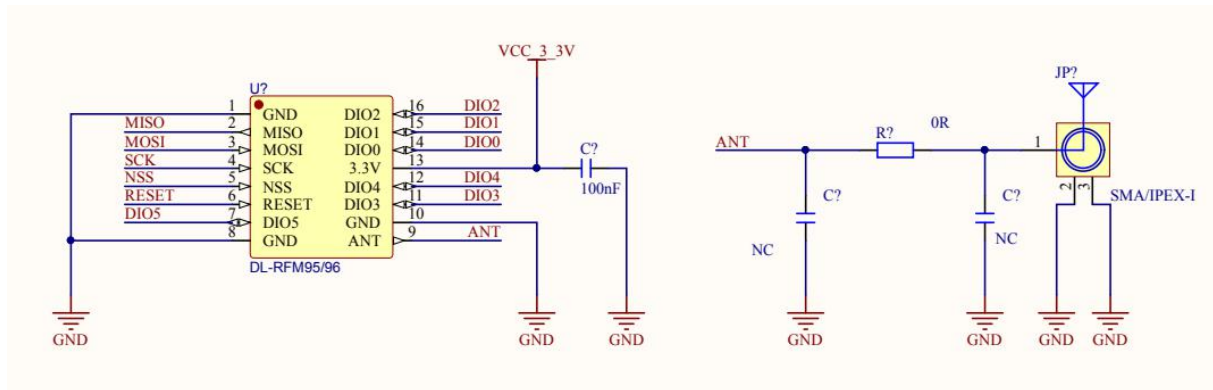 VCC_3_3V
U?
1 GND DIO2 16 DIO2
MISO 2 MISO DIO1 15 DIO1
MOSI 3 MOSI DIO0 14 DIO0
SCK 4 SCK 3.3V 13
NSS 5 NSS DIO4 12 DIO4
RESET 6 RESET DIO3 11 DIO3
DIO5 7 DIO5 GND 10
8 GND ANT 9 ANT
DL-RFM95/96
C?
100nF
GND
GND
GND
JP?
ANT
R?
0R
1
C?
NC
C?
NC
2
3
SMA/IPEX-I
GND
GND
GND
GND